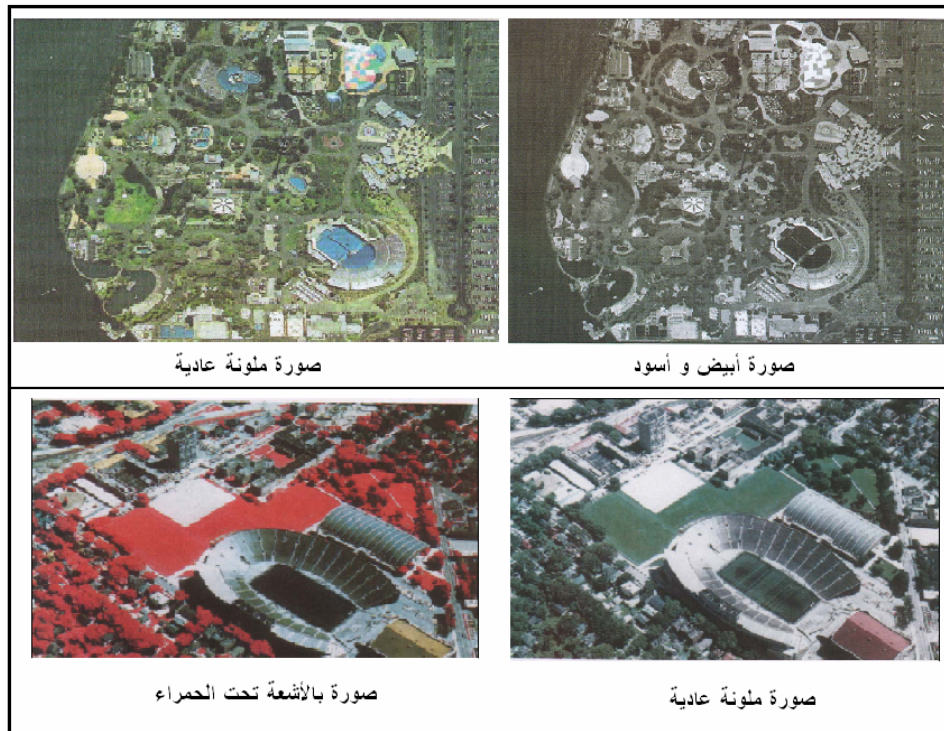 صورة أبيض و أسود
صورة ملونة عادية
صورة ملونة عادية
صورة بالأشعة تحت الحمراء